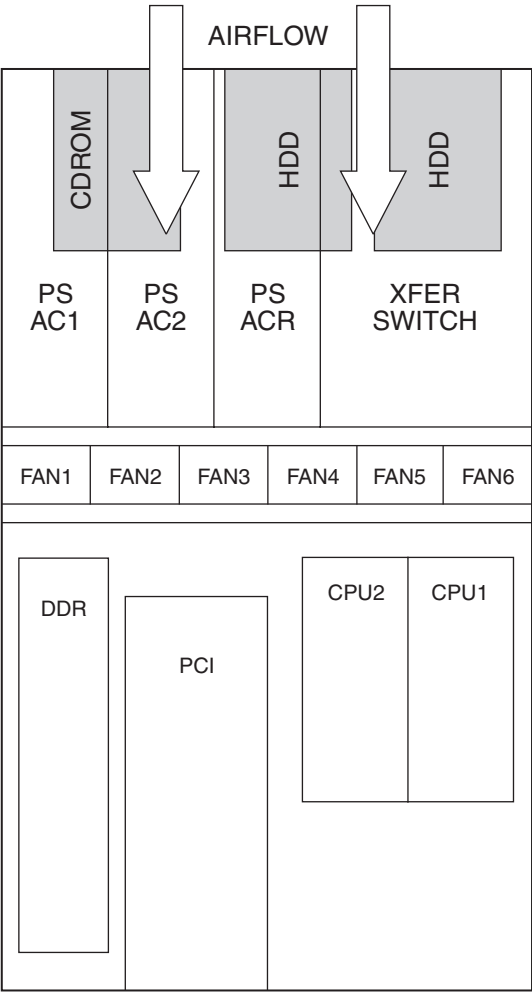 AIRFLOW
CDROM
HDD
HDD
PS
AC1
PS
AC2
PS
ACR
XFER
SWITCH
FAN1
FAN2
FAN3
FAN4
FAN5
FAN6
DDR
PCI
CPU2
CPU1